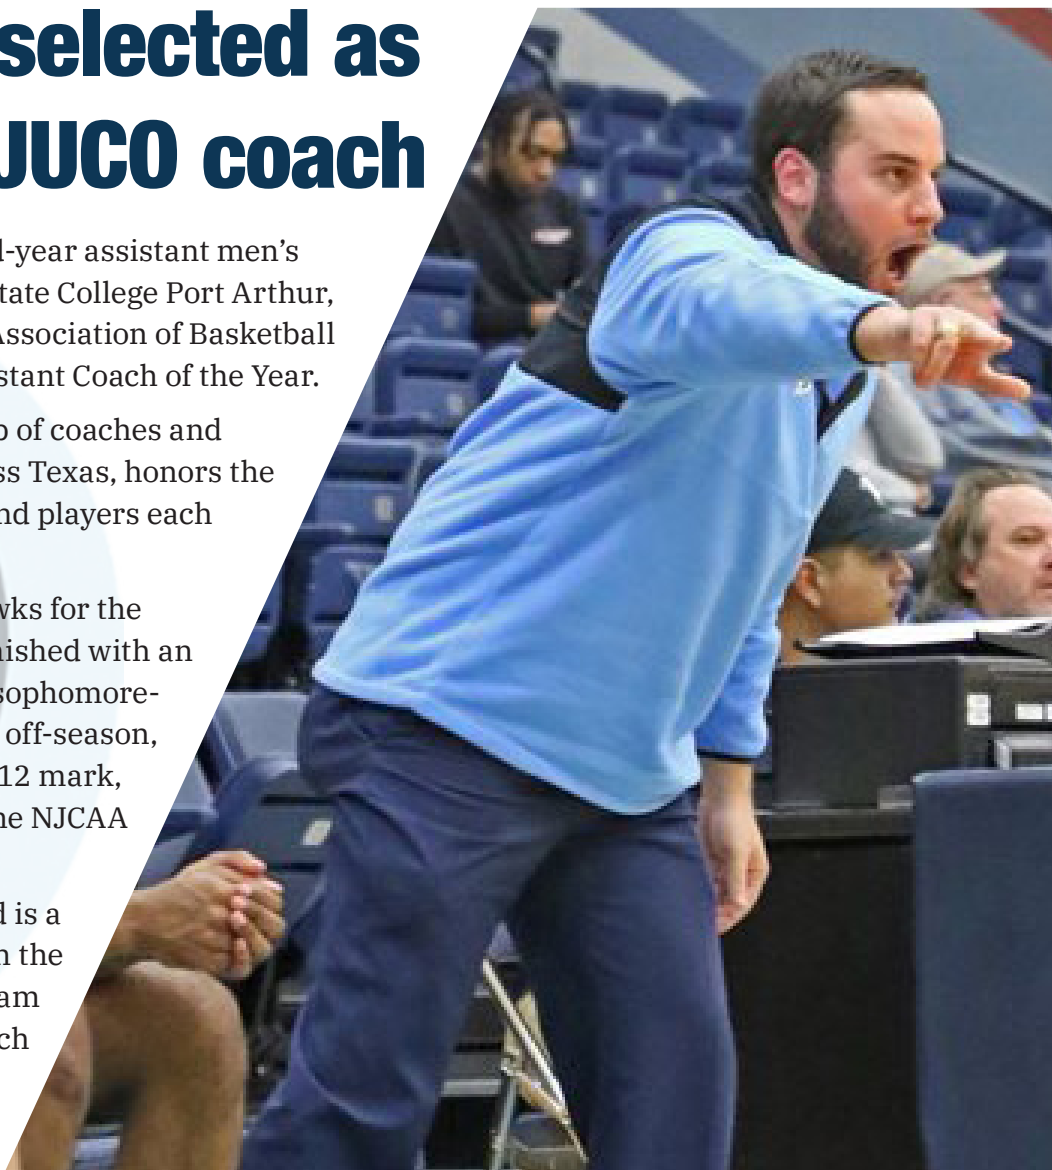 selected as
JUCO coach
-year assistant men’s
tate College Port Arthur,
Association of Basketball
stant Coach of the Year.
of coaches and
ss Texas, honors the
nd players each
wks for the
nished with an
sophomore-
off-season,
12 mark,
he NJCAA
d is a
n the
am
ch